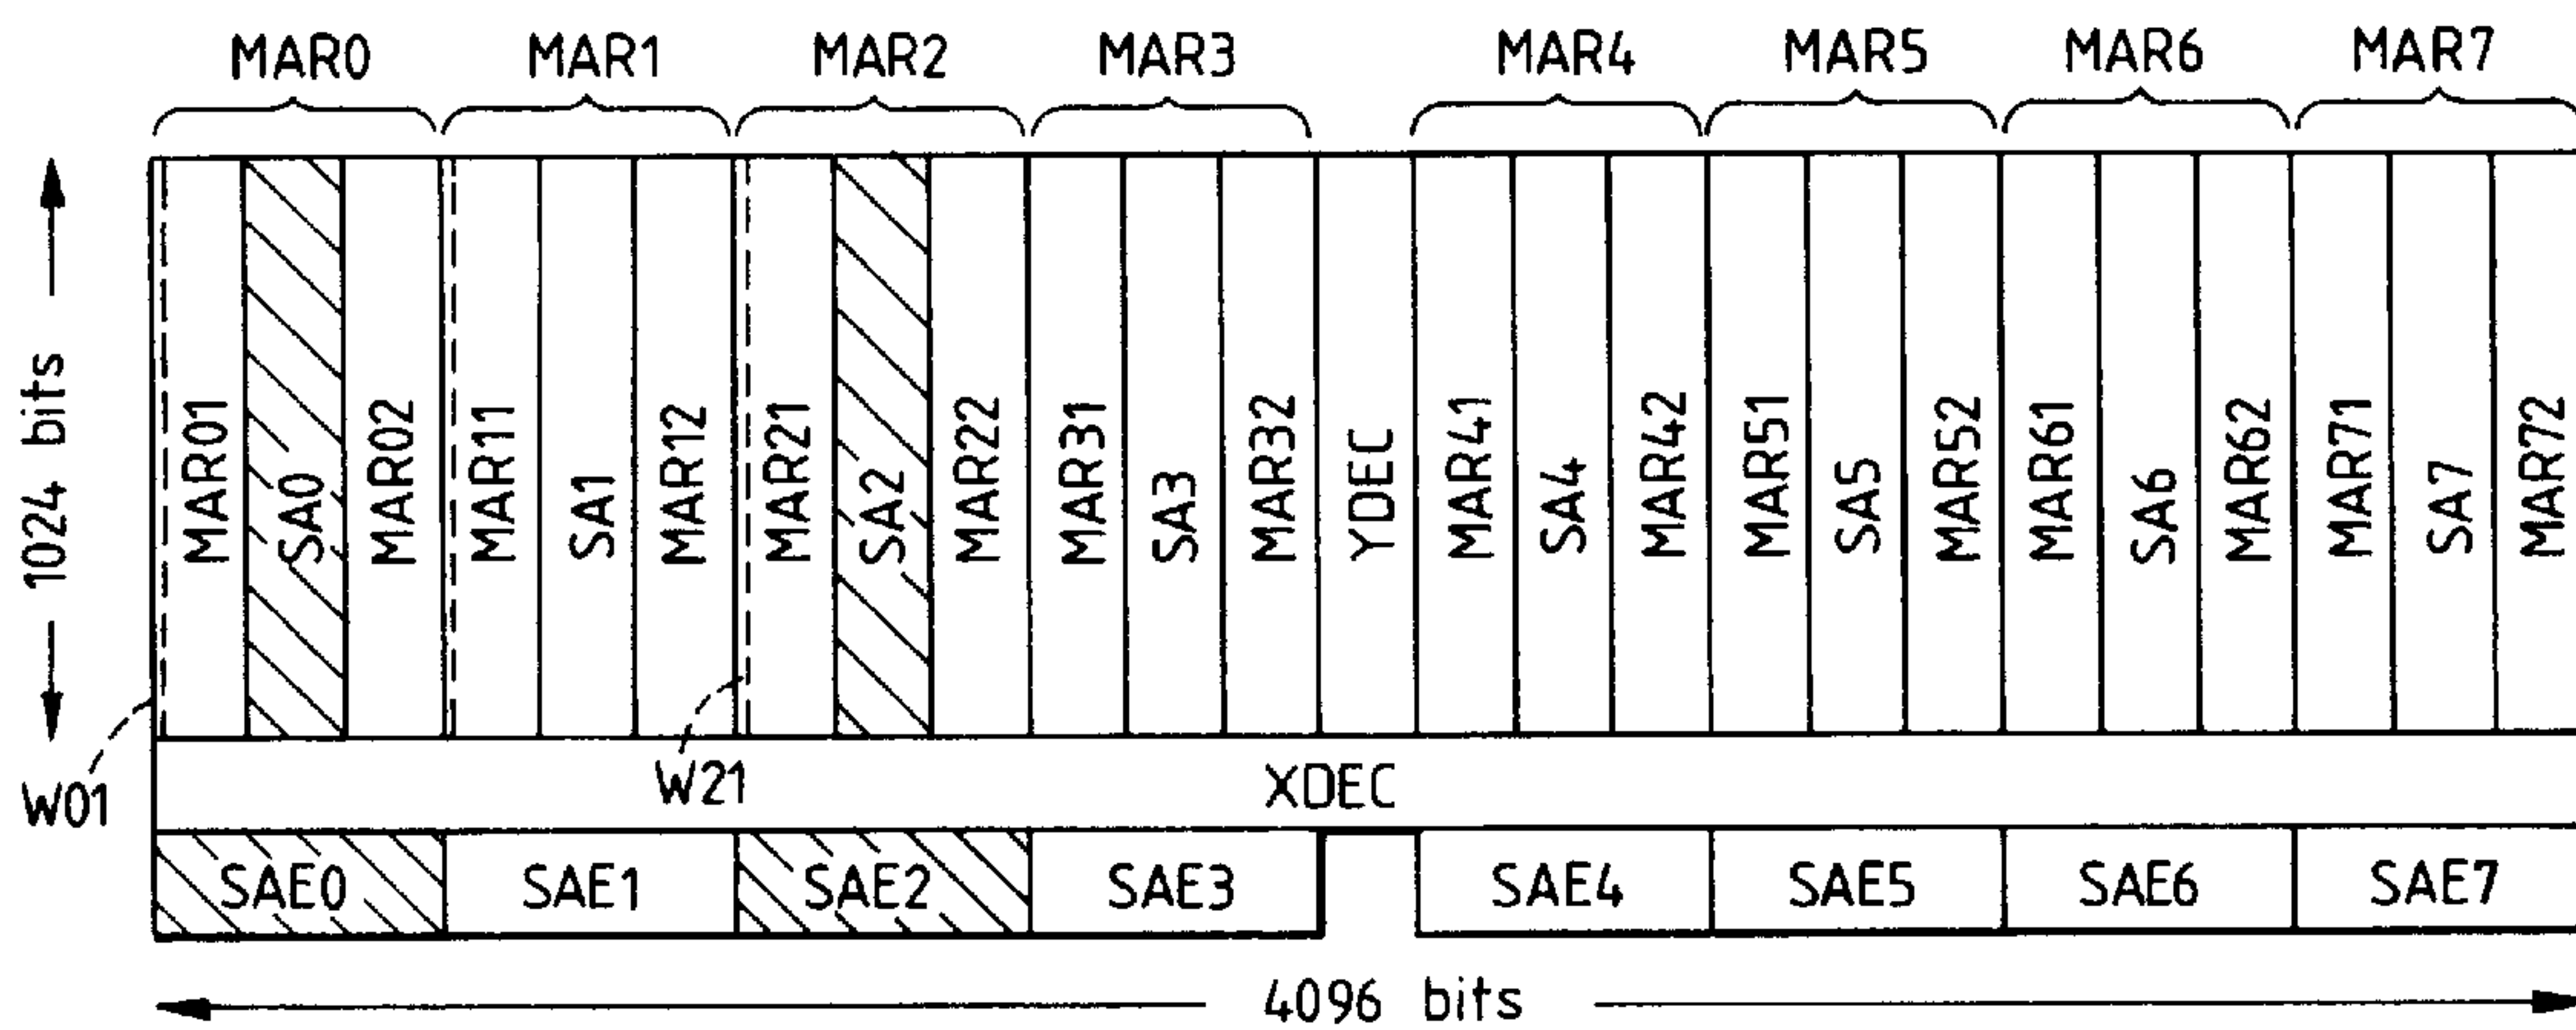 MAR0 MAR1 MAR2 MAR3 MAR4 MAR5 MAR6 MAR7
1024 bits
MAR01 SA0 MAR02 MAR11 SA1 MAR12 MAR21 SA2 MAR22 MAR31 SA3 MAR32 YDEC MAR41 SA4 MAR42 MAR51 SA5 MAR52 MAR61 SA6 MAR62 MAR71 SA7 MAR72
W01 W21 XDEC
SAE0 SAE1 SAE2 SAE3 SAE4 SAE5 SAE6 SAE7
4096 bits